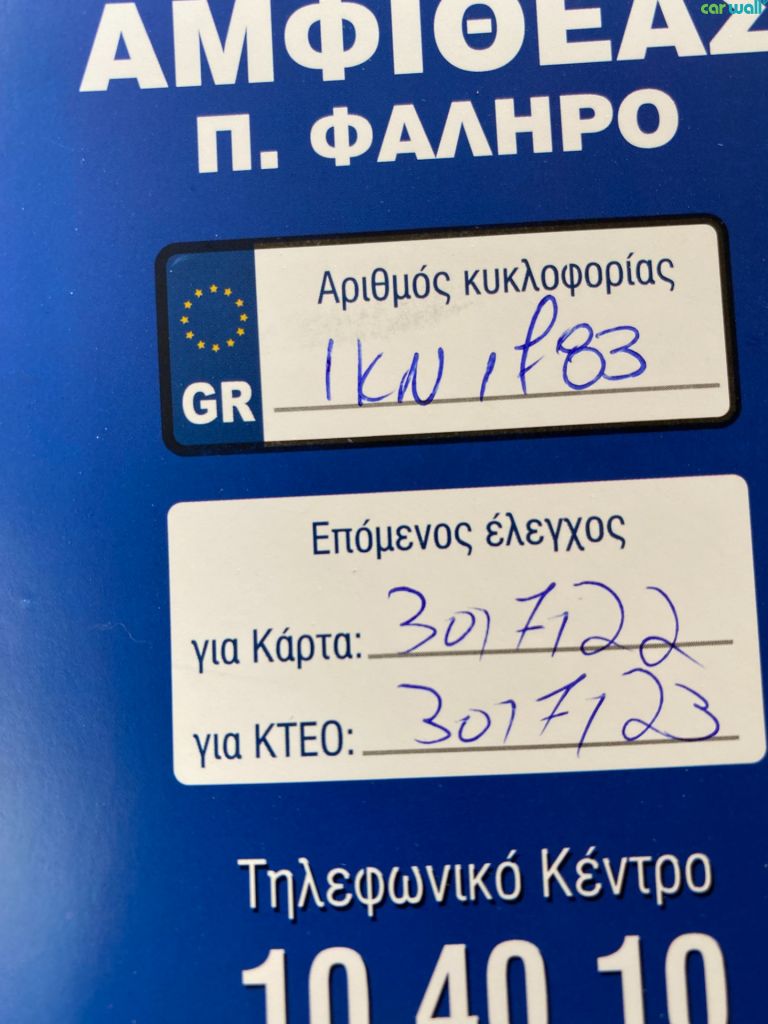 carwall
ΑΜΦΙΘΕΑΣ
Π. ΦΑΛΗΡΟ
Αριθμός κυκλοφορίας
GR
ΙΚΝ
Επόμενος έλεγχος
για Κάρτα: 30/7/22
για ΚΤΕΟ: 30/7/23
Τηλεφωνικό Κέντρο
10 40 10